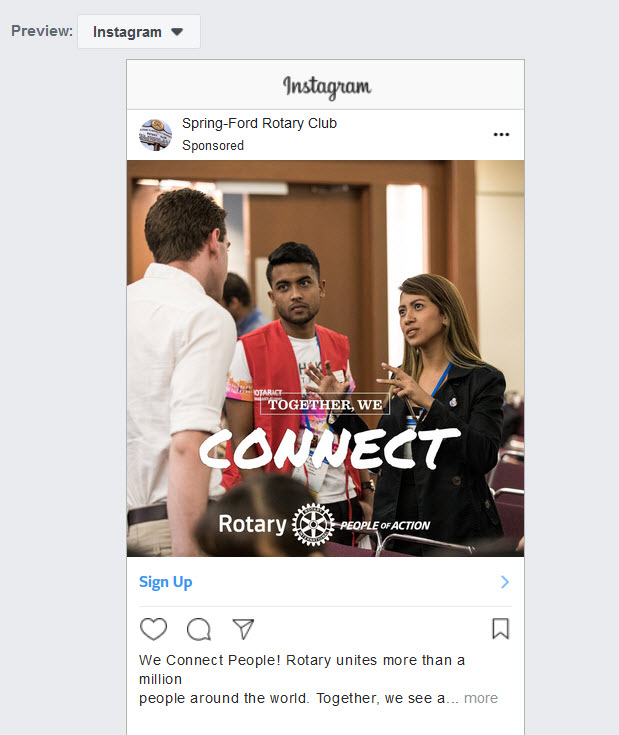 Preview: Instagram
Instagram
Spring-Ford Rotary Club
Sponsored
ROTARACT
TOGETHER, WE
CONNECT
Rotary PEOPLE OF ACTION
Sign Up
We Connect People! Rotary unites more than a
million
people around the world. Together, we see a... more